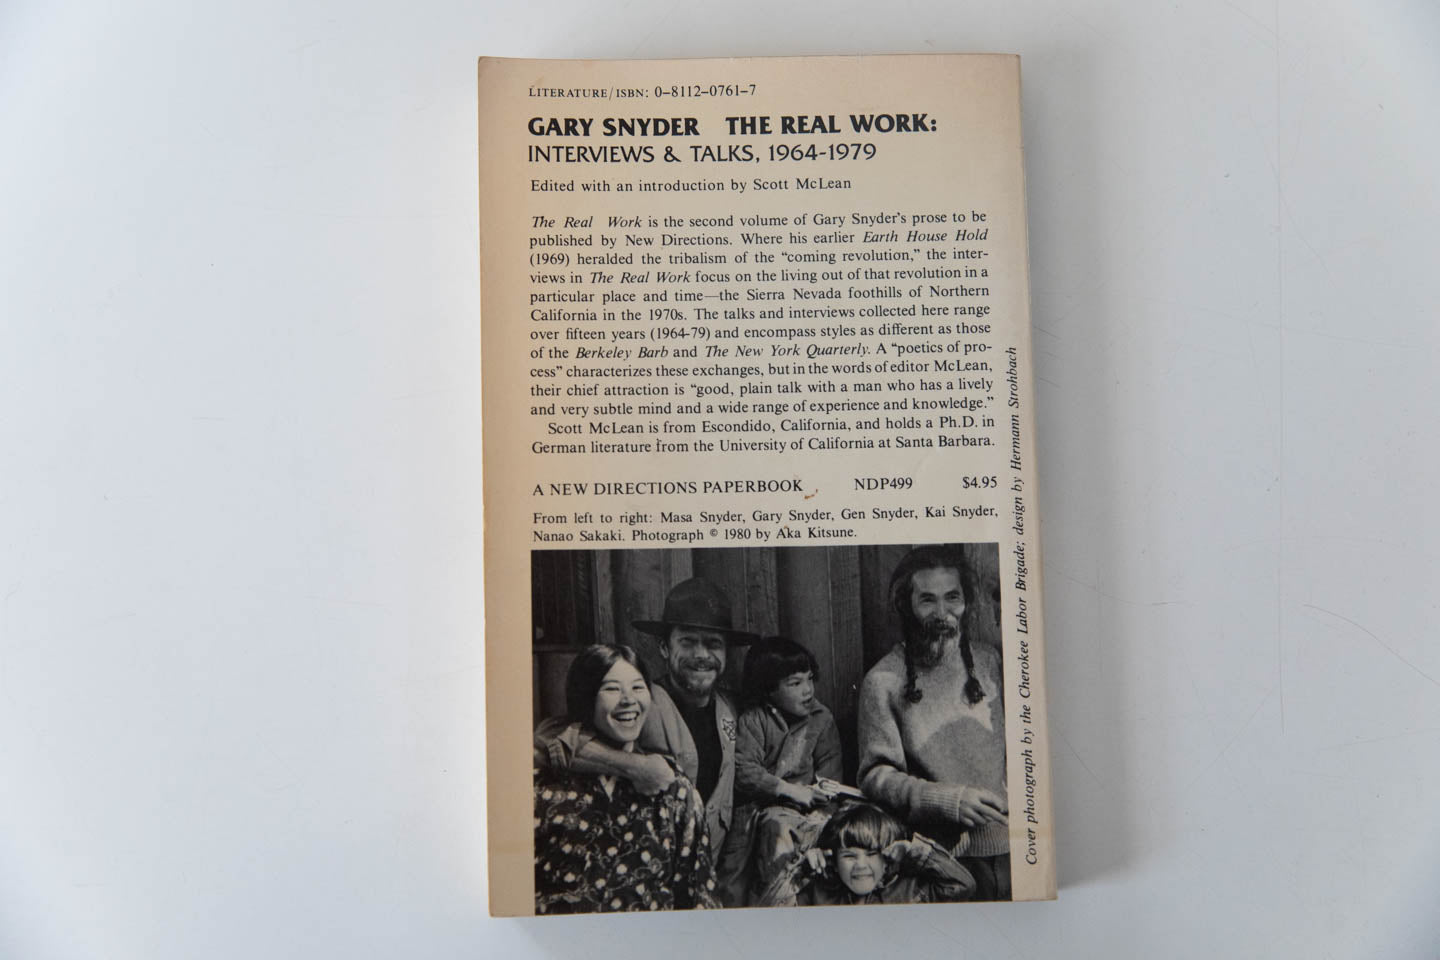 LITERATURE/ISBN: 0-8112-0761-7
GARY SNYDER THE REAL WORK:
INTERVIEWS & TALKS, 1964-1979
Edited with an introduction by Scott McLean
The Real Work is the second volume of Gary Snyder's prose to be
published by New Directions. Where his earlier Earth House Hold
(1969) heralded the tribalism of the “coming revolution,” the inter-
views in The Real Work focus on the living out of that revolution in a
particular place and time—the Sierra Nevada foothills of Northern
California in the 1970s. The talks and interviews collected here range
over fifteen years (1964-79) and encompass styles as different as those
of the Berkeley Barb and The New York Quarterly. A “poetics of pro-
cess” characterizes these exchanges, but in the words of editor McLean,
their chief attraction is “good, plain talk with a man who has a lively
and very subtle mind and a wide range of experience and knowledge.”
Scott McLean is from Escondido, California, and holds a Ph.D. in
German literature from the University of California at Santa Barbara.
A NEW DIRECTIONS PAPERBOOK NDP499 $4.95
From left to right: Masa Snyder, Gary Snyder, Gen Snyder, Kai Snyder,
Nanao Sakaki. Photograph © 1980 by Aka Kitsune.
Cover photograph by the Cherokee Labor Brigade; design by Hermann Strohbach